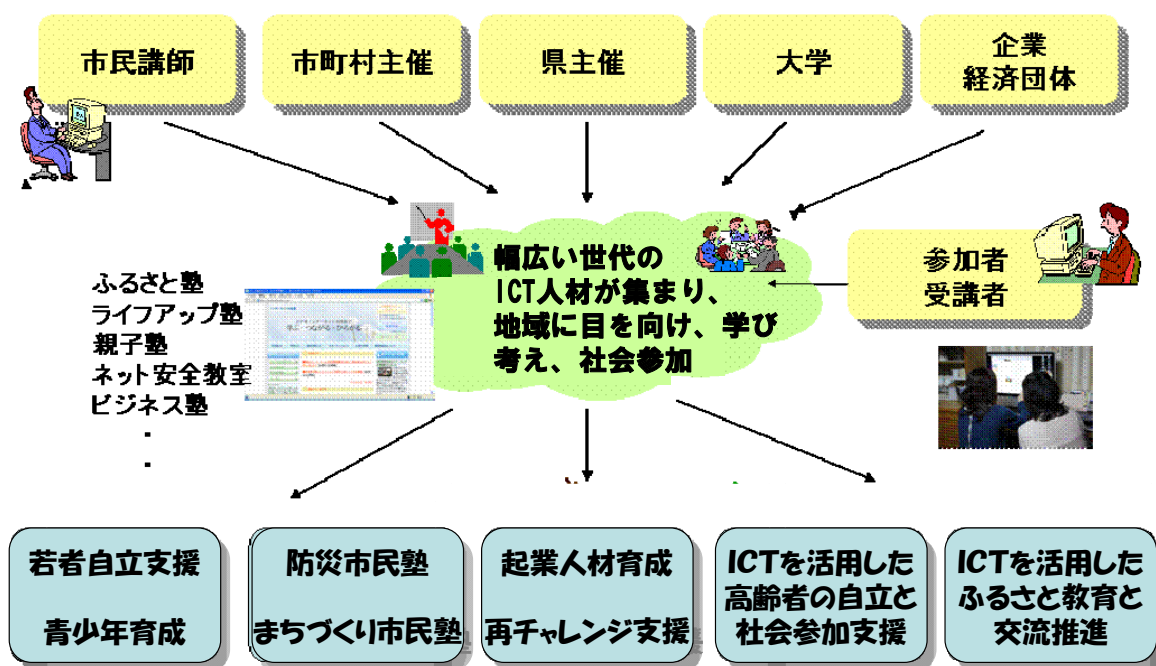 市民講師
市町村主催
県主催
大学
企業
経済団体
幅広い世代の
ICT人材が集まり、
地域に目を向け、学び
考え、社会参加
参加者
受講者
ふるさと塾
ライフアップ塾
親子塾
ネット安全教室
ビジネス塾
・
・
若者自立支援
青少年育成
防災市民塾
まちづくり市民塾
起業人材育成
再チャレンジ支援
ICTを活用した
高齢者の自立と
社会参加支援
ICTを活用した
ふるさと教育と
交流推進